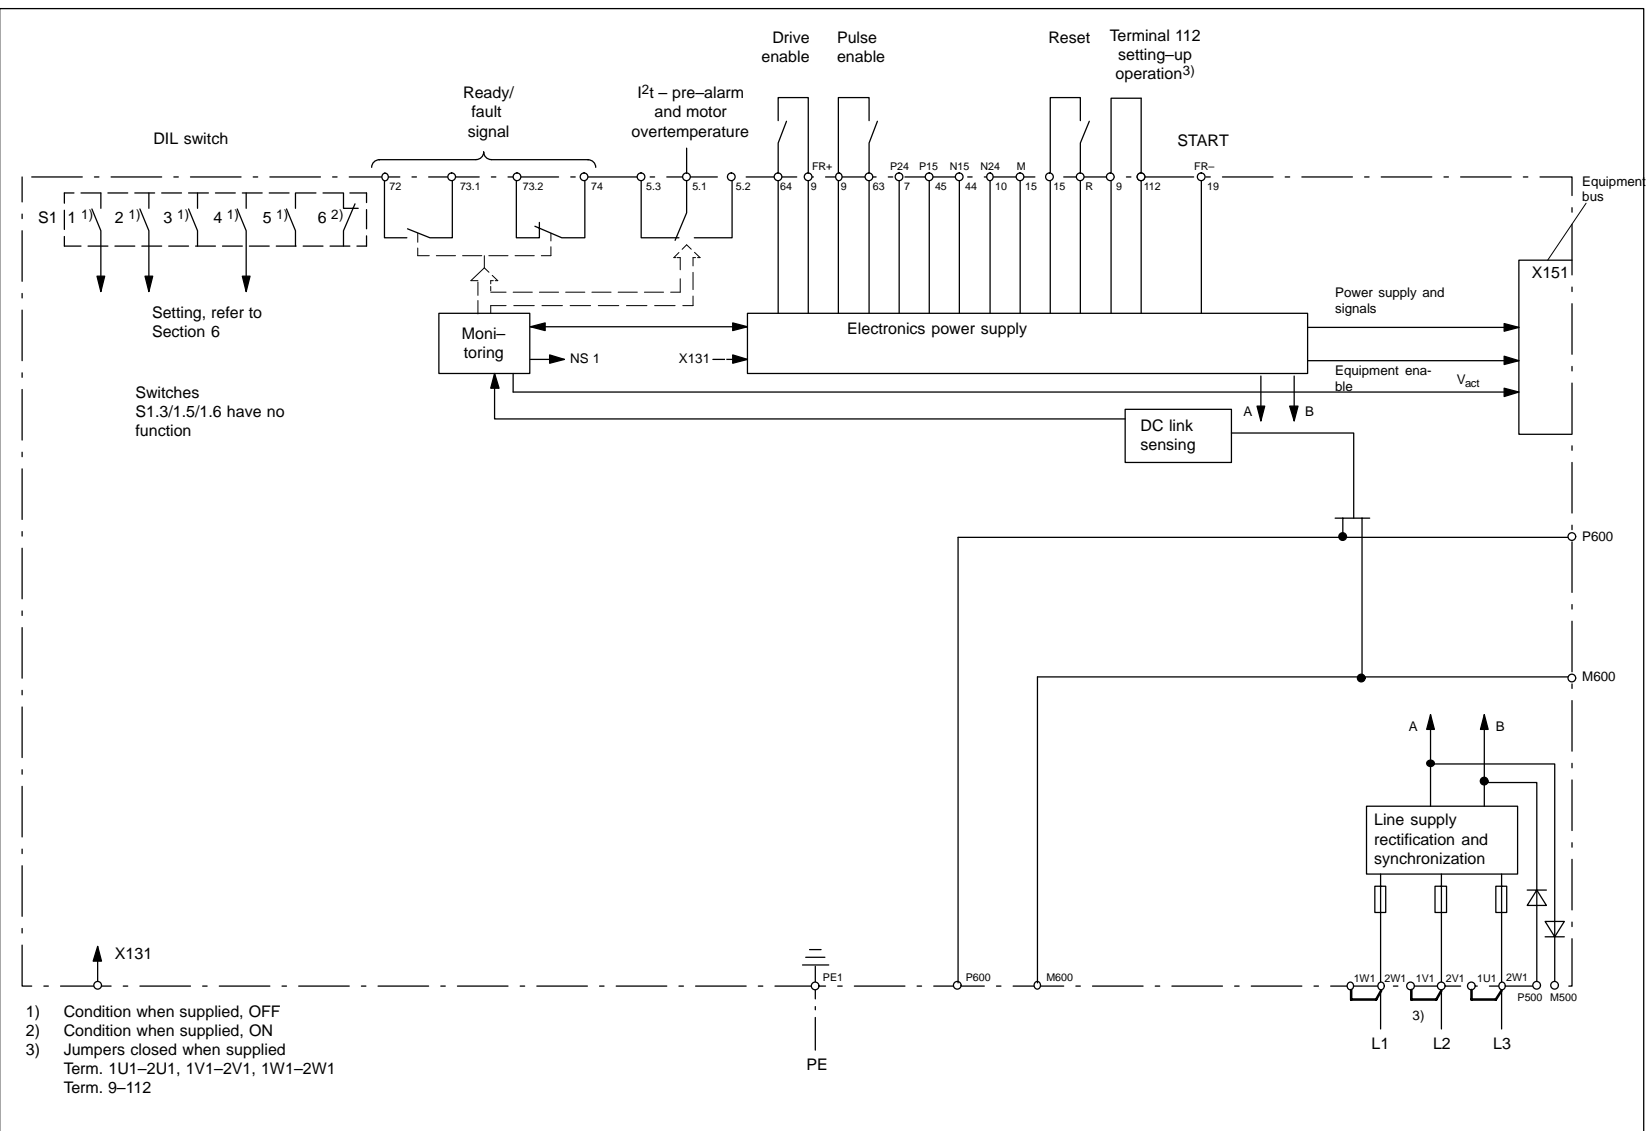 Drive
enable
Pulse
enable
Reset
Terminal 112
setting–up
operation3)
Ready/
fault
signal
I2t – pre–alarm
and motor
overtemperature
DIL switch
START
FR+
P24
P15
N15
N24
M
FR–
72
73.1
73.2
74
5.3
5.1
5.2
64
9
9
63
7
45
44
10
15
15
R
9
112
19
Equipment
bus
S1
1 1)
2 1)
3 1)
4 1)
5 1)
6 2)
X151
Setting, refer to
Section 6
Power supply and
signals
Moni–
toring
Electronics power supply
NS 1
X131
Equipment ena-
ble
Vact
Switches
S1.3/1.5/1.6 have no
function
A
B
DC link
sensing
P600
M600
A
B
Line supply
rectification and
synchronization
X131
PE1
P600
M600
1W1
2W1
1V1
2V1
1U1
2W1
P500
M500
3)
L1
L2
L3
PE
1) Condition when supplied, OFF
2) Condition when supplied, ON
3) Jumpers closed when supplied
Term. 1U1–2U1, 1V1–2V1, 1W1–2W1
Term. 9–112